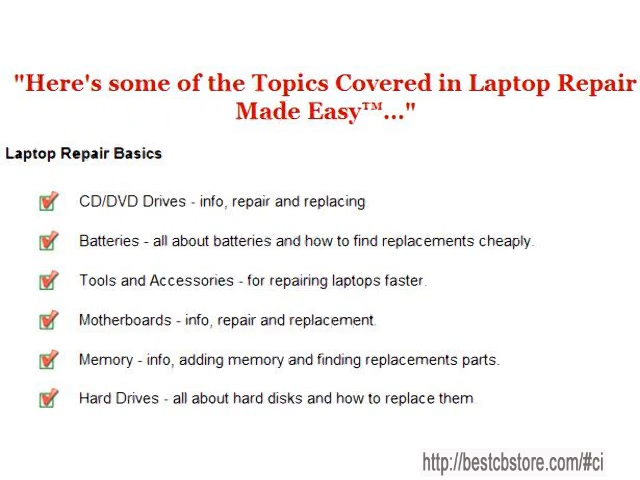 "Here's some of the Topics Covered in Laptop Repair
Made Easy™..."
Laptop Repair Basics
CD/DVD Drives - info, repair and replacing
Batteries - all about batteries and how to find replacements cheaply.
Tools and Accessories - for repairing laptops faster.
Motherboards - info, repair and replacement.
Memory - info, adding memory and finding replacements parts.
Hard Drives - all about hard disks and how to replace them
http://bestcbstore.com/#ci